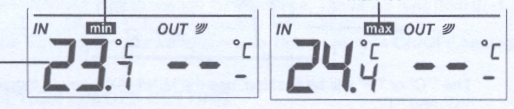 IN min OUT
23.7 °C -- - °C
IN max OUT
24.4 °C -- - °C